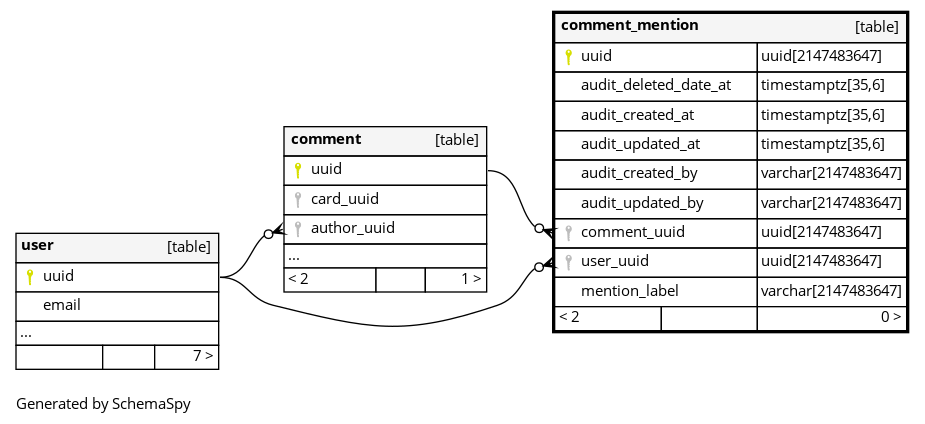 comment_mention [table]
uuid uuid[2147483647]
audit_deleted_date_at timestamptz[35,6]
audit_created_at timestamptz[35,6]
audit_updated_at timestamptz[35,6]
audit_created_by varchar[2147483647]
audit_updated_by varchar[2147483647]
comment_uuid uuid[2147483647]
user_uuid uuid[2147483647]
mention_label varchar[2147483647]
< 2 0 >
comment [table]
uuid
card_uuid
author_uuid
...
< 2 1 >
user [table]
uuid
email
...
7 >
Generated by SchemaSpy